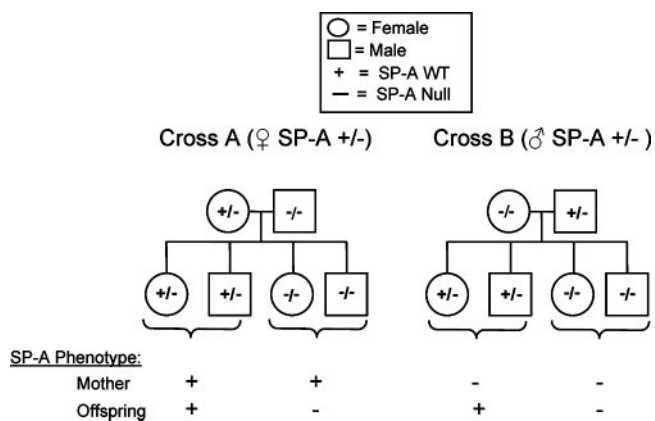 = Female
= Male
+ = SP-A WT
— = SP-A Null
Cross A (♀ SP-A +/-)
Cross B (♂ SP-A +/- )
+/- -/- -/- +/-
+/- +/- -/- -/- +/- +/- -/- -/-
SP-A Phenotype:
Mother + + - -
Offspring + - + -